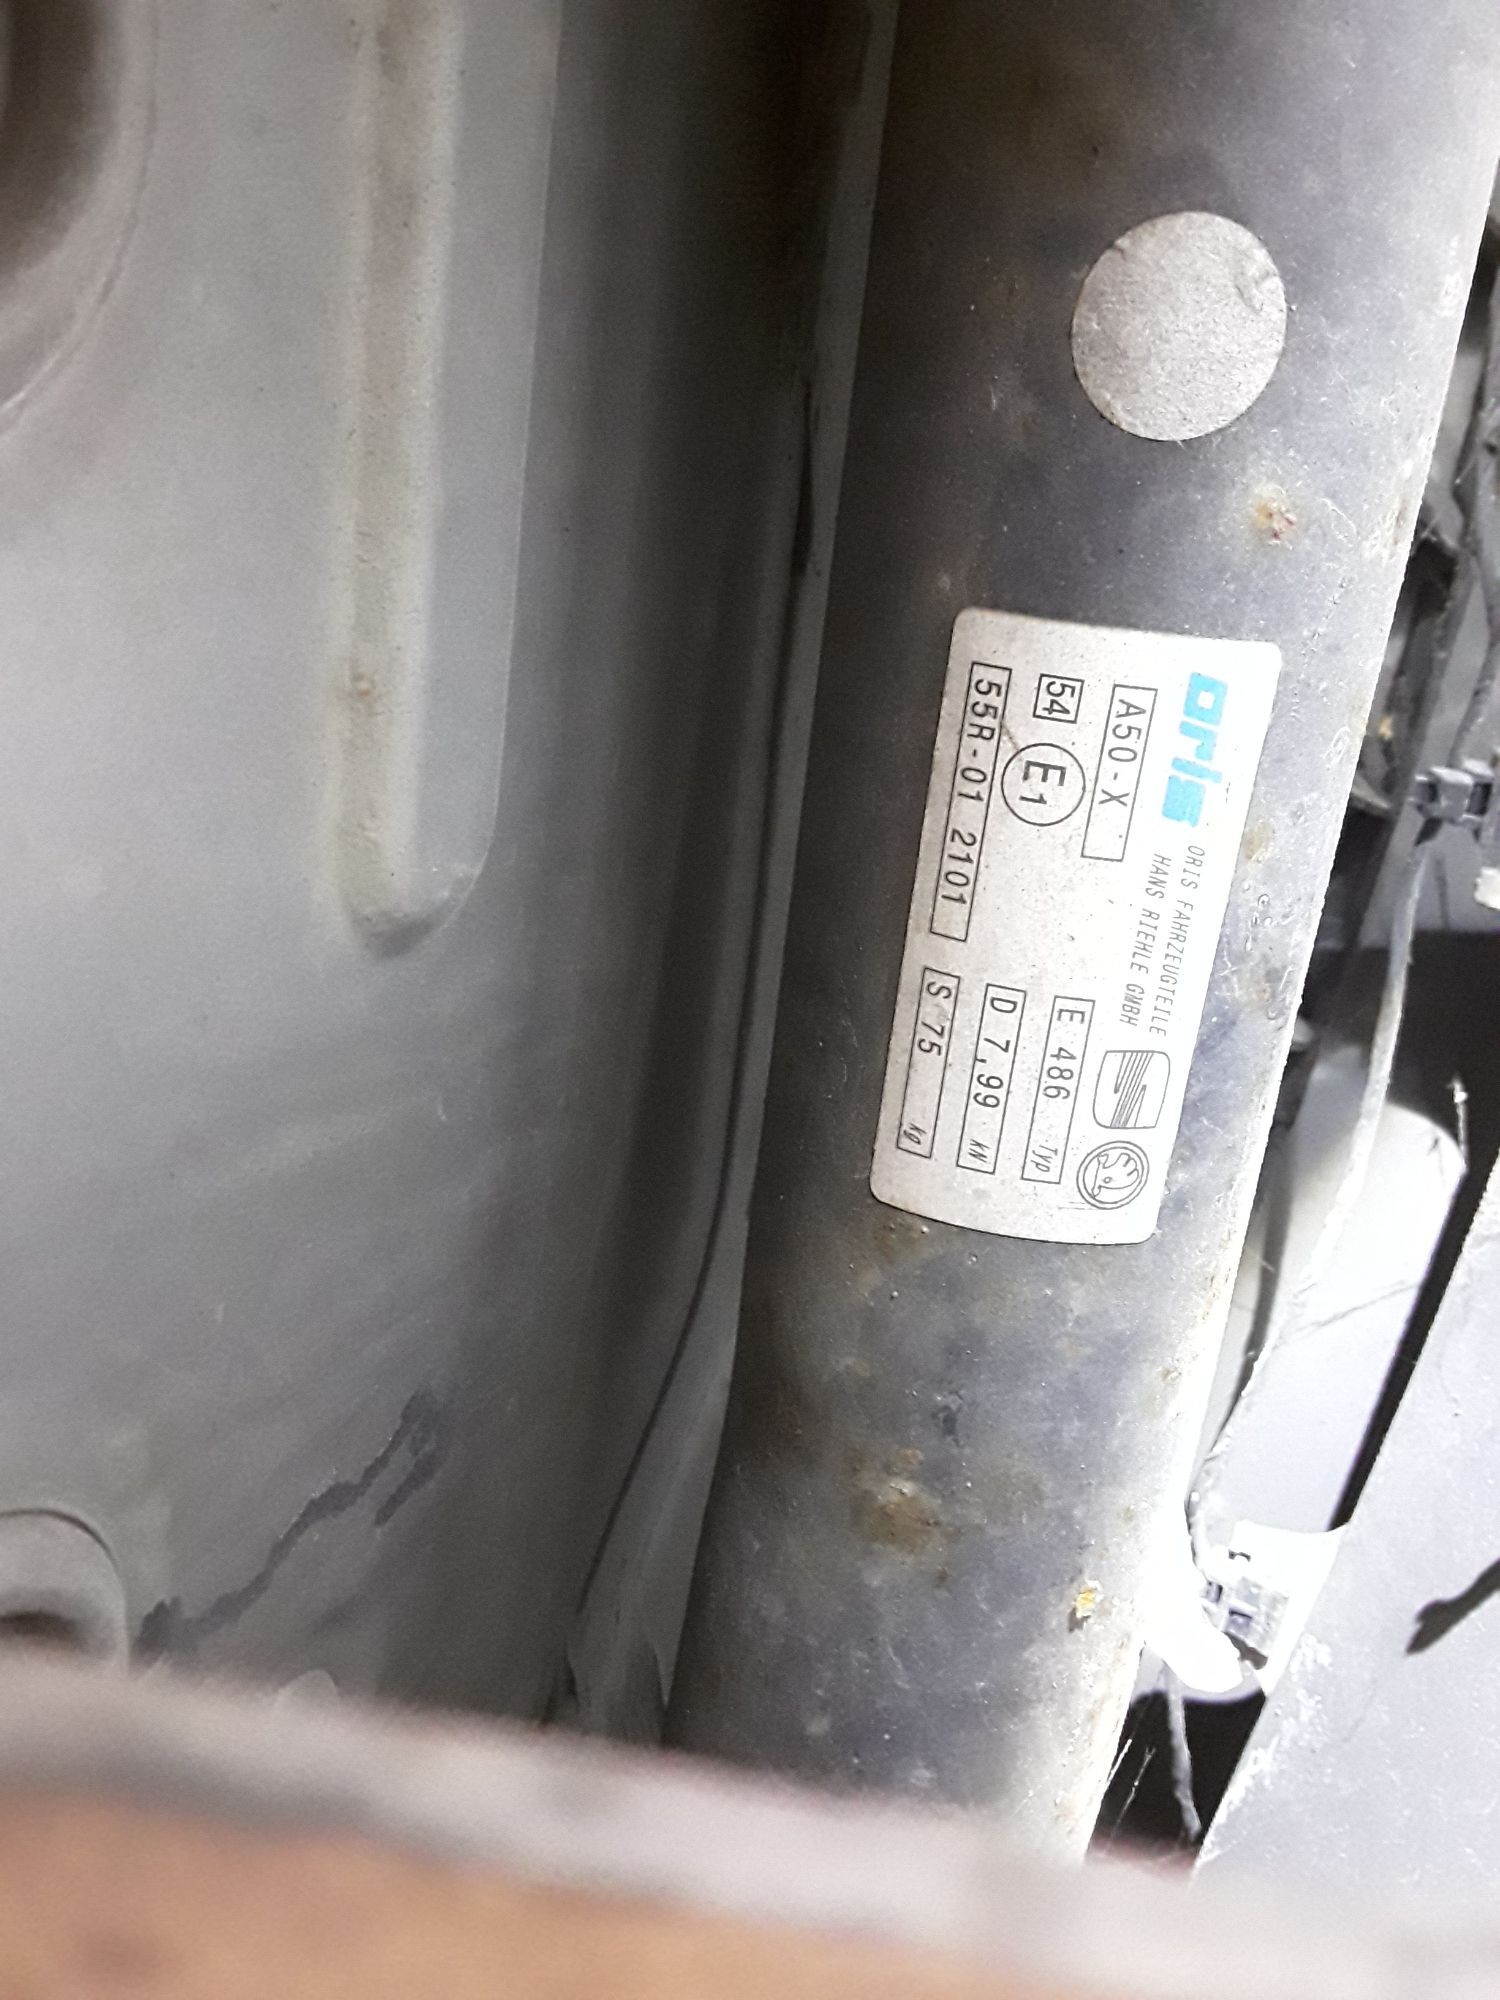 oris
ORIS FAHRZEUGTEILE
HANS RIEHLE GMBH
A50-X
E 486 Typ
54
E1
D 7,99 kN
55R-01 2101
S 75 kg